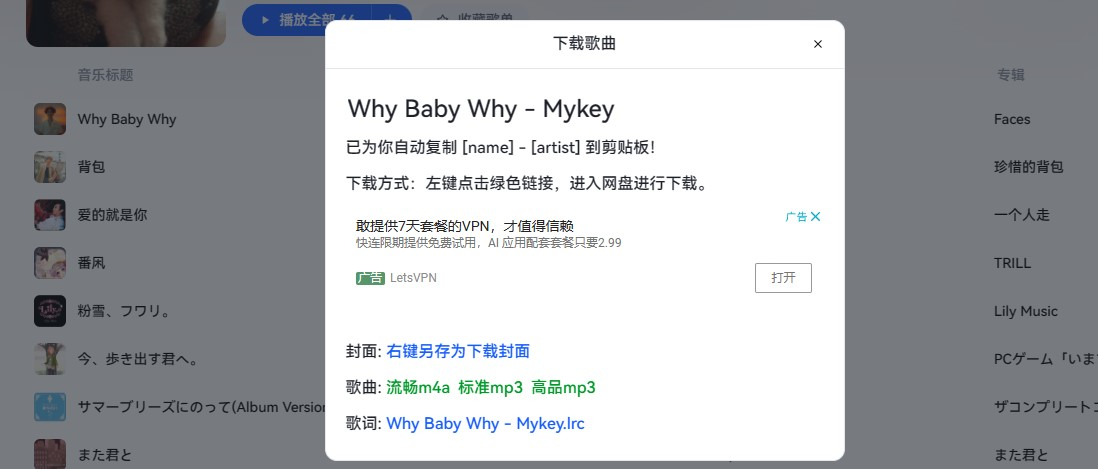 播放全部 66
收藏歌单
下载歌曲
×
音乐标题
专辑
Why Baby Why
Faces
背包
珍惜的背包
爱的就是你
一个人走
番凩
TRILL
粉雪、フワリ。
Lily Music
今、歩き出す君へ。
PCゲーム「いま
サマーブリーズにのって(Album Version
ザコンプリート
また君と
また君と
Why Baby Why - Mykey
已为你自动复制 [name] - [artist] 到剪贴板！
下载方式：左键点击绿色链接，进入网盘进行下载。
广告
敢提供7天套餐的VPN，才值得信赖
快连限期提供免费试用，AI 应用配套套餐只要2.99
广告 LetsVPN
打开
封面: 右键另存为下载封面
歌曲: 流畅m4a 标准mp3 高品mp3
歌词: Why Baby Why - Mykey.lrc